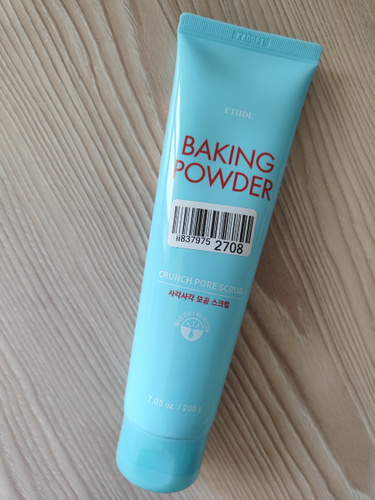 ETUDE
BAKING
POWDER
ii837975 2708
CRUNCH PORE SCRUB
사각사각 모공 스크럽
7.05 oz. / 200 g